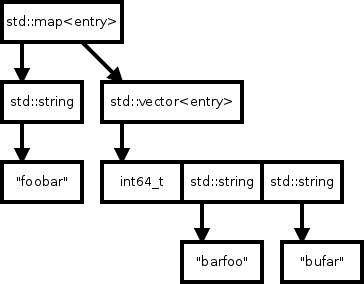 std::map<entry>
std::string
std::vector<entry>
"foobar"
int64_t
std::string
std::string
"barfoo"
"bufar"